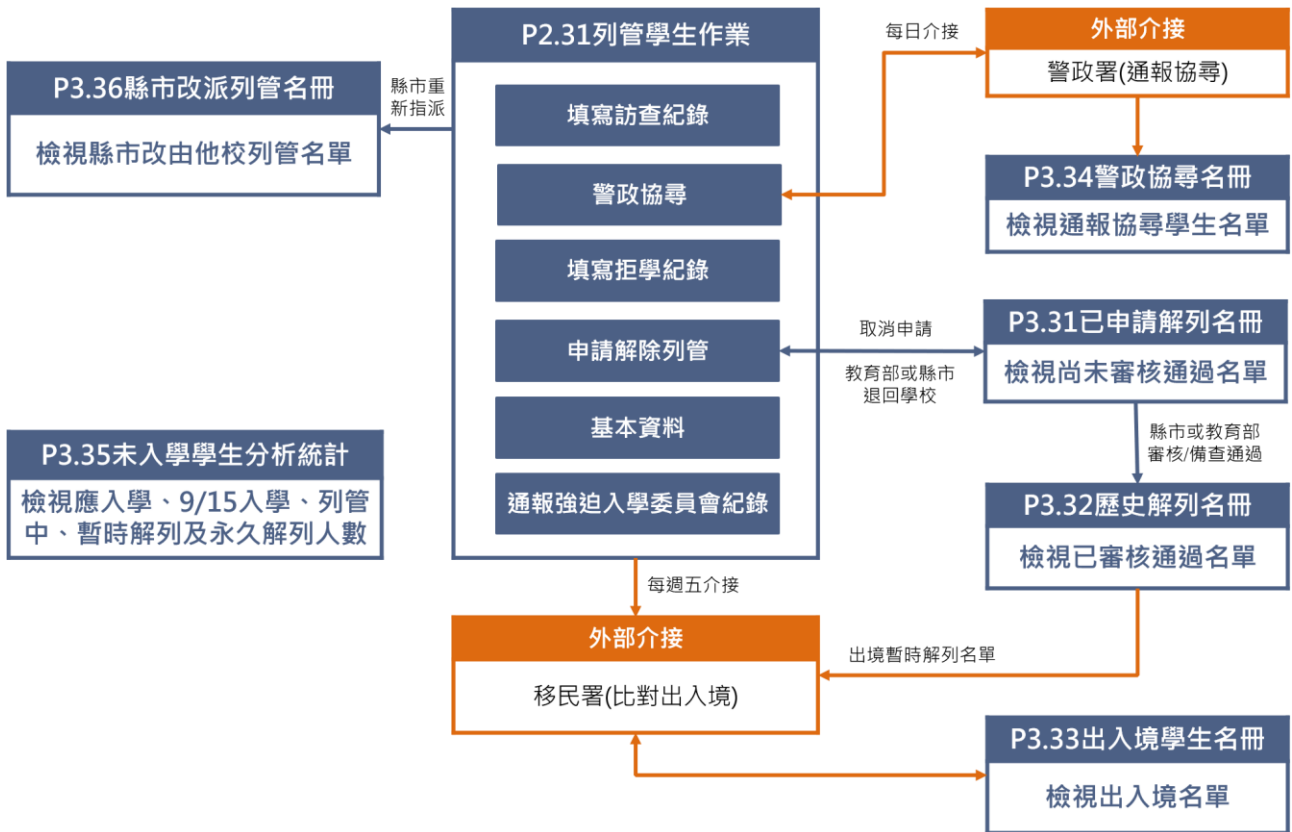 P2.31列管學生作業
填寫訪查紀錄
警政協尋
填寫拒學紀錄
申請解除列管
基本資料
通報強迫入學委員會紀錄
縣市重
新指派
P3.36縣市改派列管名冊
檢視縣市改由他校列管名單
P3.35未入學學生分析統計
檢視應入學、9/15入學、列管
中、暫時解列及永久解列人數
每日介接
外部介接
警政署(通報協尋)
P3.34警政協尋名冊
檢視通報協尋學生名單
取消申請
教育部或縣市
退回學校
P3.31已申請解列名冊
檢視尚未審核通過名單
縣市或教育部
審核/備查通過
P3.32歷史解列名冊
檢視已審核通過名單
每週五介接
外部介接
移民署(比對出入境)
出境暫時解列名單
P3.33出入境學生名冊
檢視出入境名單